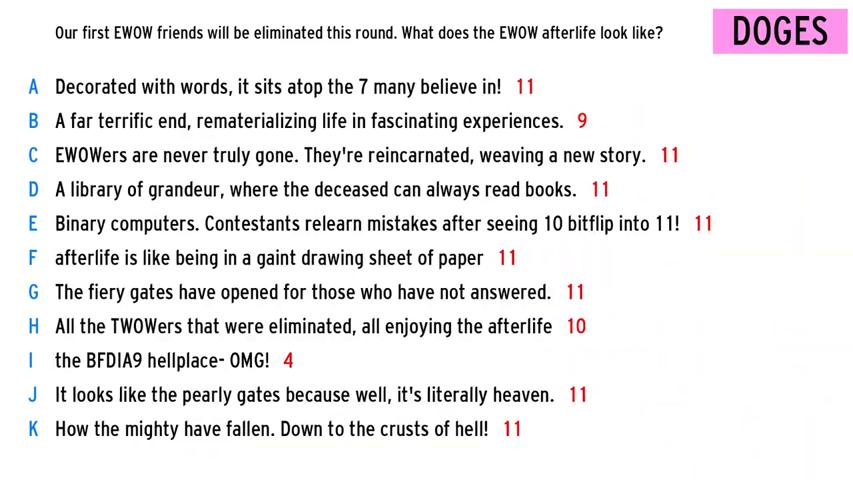 Our first EWOW friends will be eliminated this round. What does the EWOW afterlife look like?
DOGES
A Decorated with words, it sits atop the 7 many believe in! 11
B A far terrific end, rematerializing life in fascinating experiences. 9
C EWOWers are never truly gone. They're reincarnated, weaving a new story. 11
D A library of grandeur, where the deceased can always read books. 11
E Binary computers. Contestants relearn mistakes after seeing 10 bitflip into 11! 11
F afterlife is like being in a gaint drawing sheet of paper 11
G The fiery gates have opened for those who have not answered. 11
H All the TWOWers that were eliminated, all enjoying the afterlife 10
I the BFDIA9 hellplace- OMG! 4
J It looks like the pearly gates because well, it's literally heaven. 11
K How the mighty have fallen. Down to the crusts of hell! 11